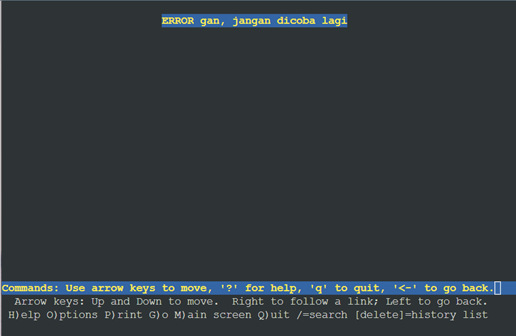 ERROR gan, jangan dicoba lagi
Commands: Use arrow keys to move, '?' for help, 'q' to quit, '<-' to go back.
Arrow keys: Up and Down to move.  Right to follow a link; Left to go back.
H)elp O)ptions P)rint G)o M)ain screen Q)uit /=search [delete]=history list